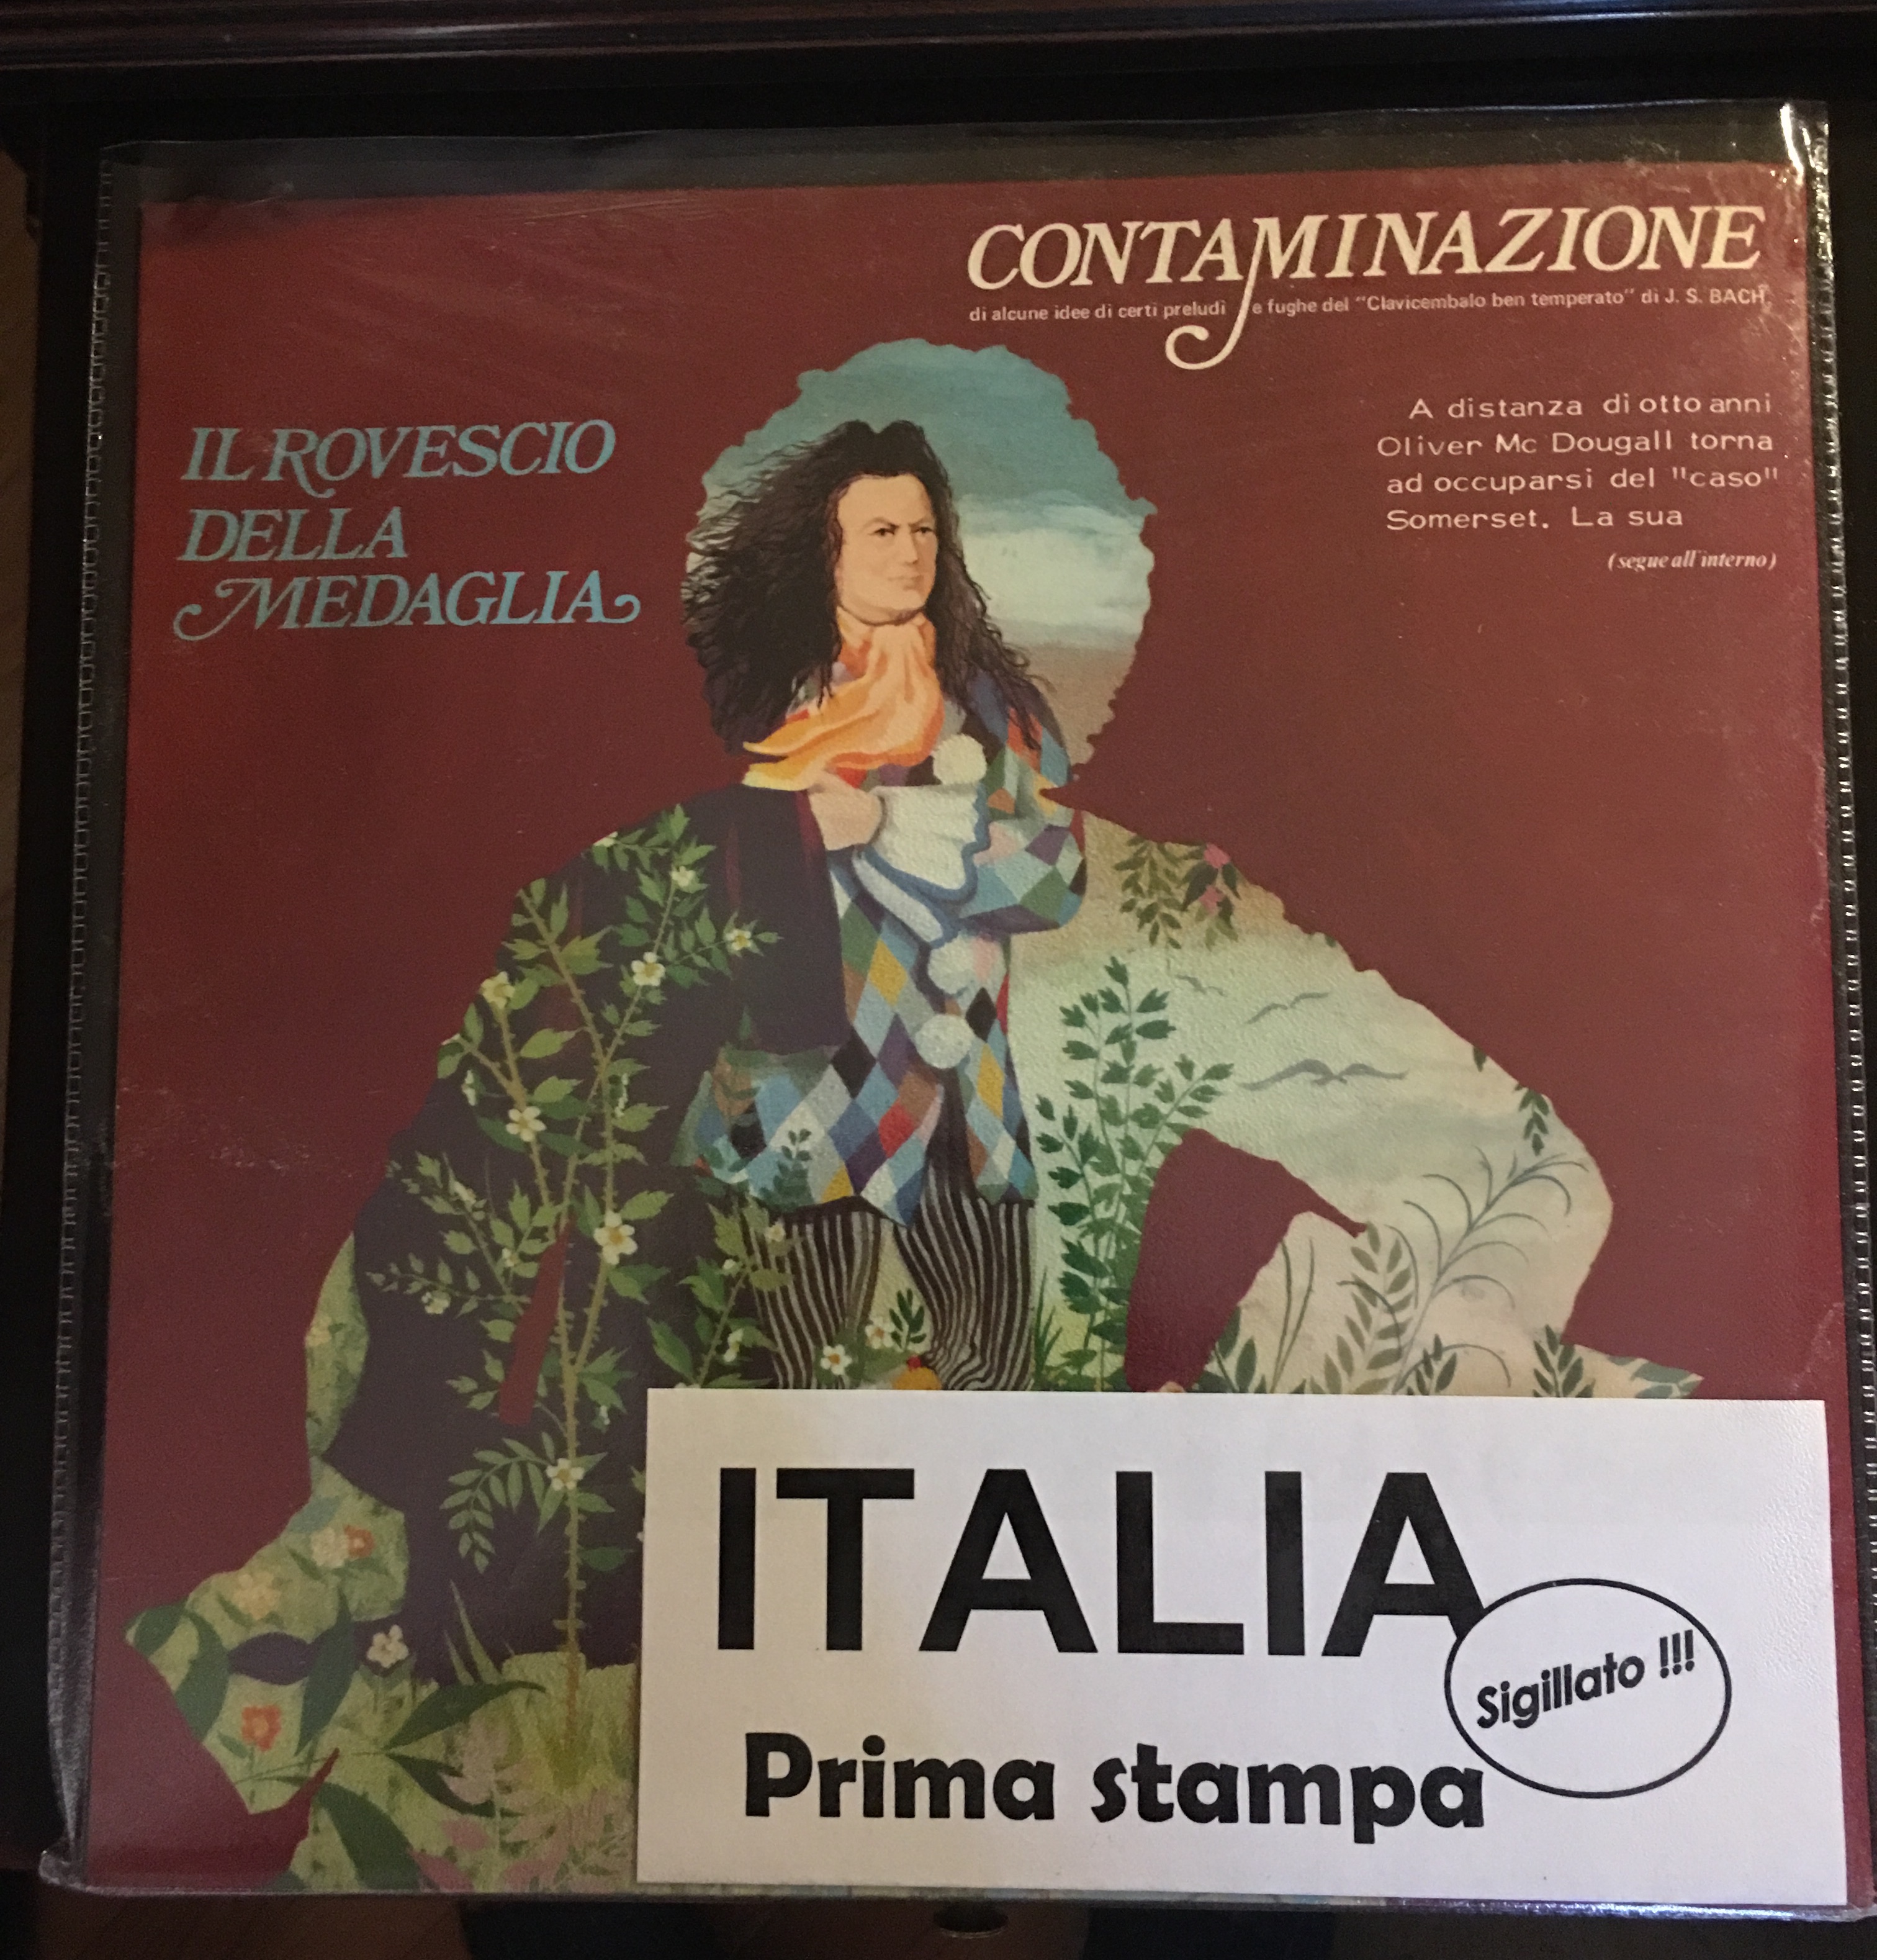 CONTAMINAZIONE
di alcune idee di certi preludi e fughe del "Clavicembalo ben temperato" di J. S. BACH.
IL ROVESCIO
DELLA
MEDAGLIA
A distanza di otto anni
Oliver Mc Dougall torna
ad occuparsi del "caso"
Somerset. La sua
(segue all'interno)
ITALIA
Sigillato !!!
Prima stampa